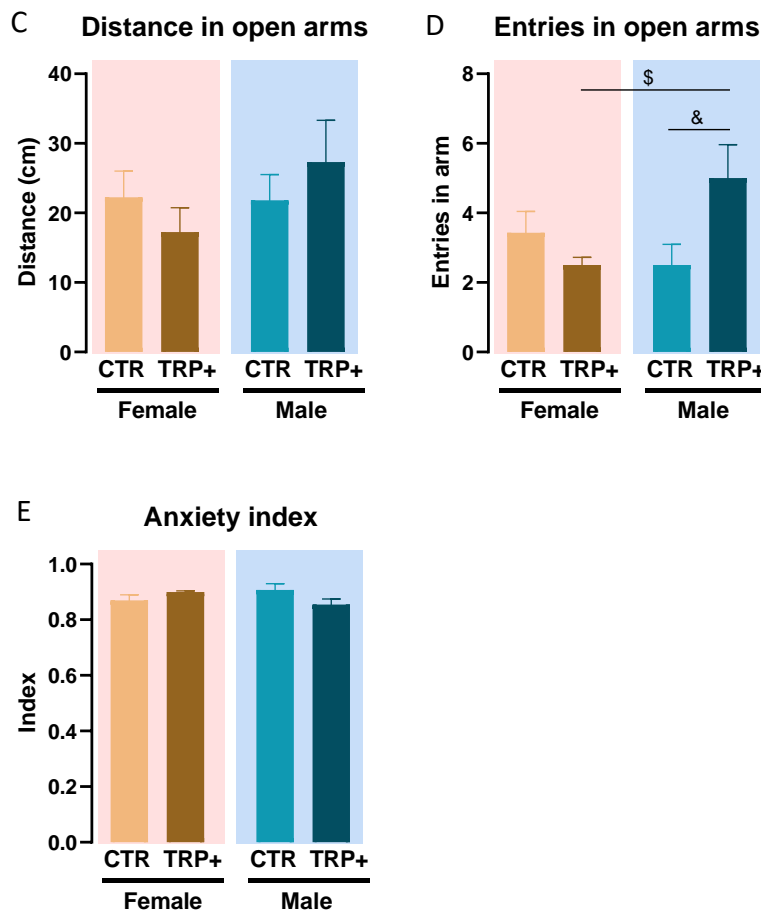 C Distance in open arms
Distance (cm)
40
30
20
10
0
CTR TRP+ CTR TRP+
Female Male
D Entries in open arms
Entries in arm
8
6
4
2
0
$
&
CTR TRP+ CTR TRP+
Female Male
E Anxiety index
Index
1.0
0.8
0.6
0.4
0.2
0.0
CTR TRP+ CTR TRP+
Female Male